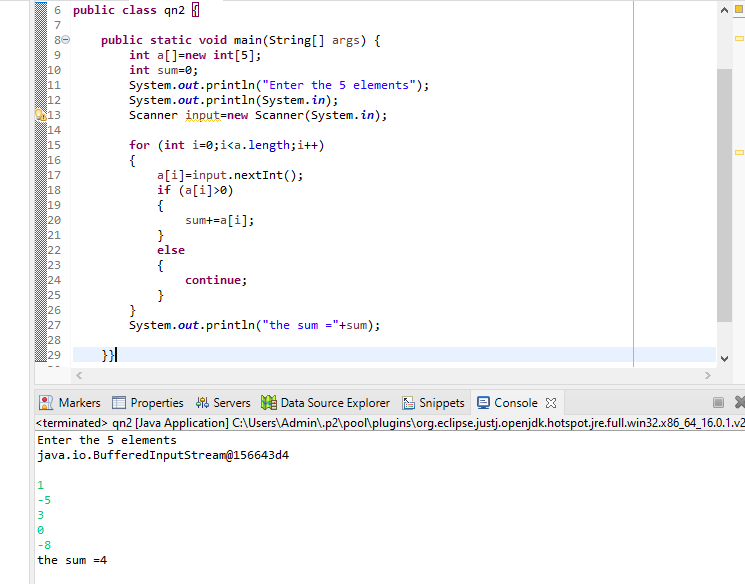 6 public class qn2 {
7
8 public static void main(String[] args) {
9 int a[]=new int[5];
10 int sum=0;
11 System.out.println("Enter the 5 elements");
12 System.out.println(System.in);
13 Scanner input=new Scanner(System.in);
14
15 for (int i=0;i<a.length;i++)
16 {
17 a[i]=input.nextInt();
18 if (a[i]>0)
19 {
20 sum+=a[i];
21 }
22 else
23 {
24 continue;
25 }
26 }
27 System.out.println("the sum ="+sum);
28
29 }}
Markers Properties Servers Data Source Explorer Snippets Console
<terminated> qn2 [Java Application] C:\Users\Admin\.p2\pool\plugins\org.eclipse.justj.openjdk.hotspot.jre.full.win32.x86_64_16.0.1.v2
Enter the 5 elements
java.io.BufferedInputStream@156643d4
1
-5
3
0
-8
the sum =4